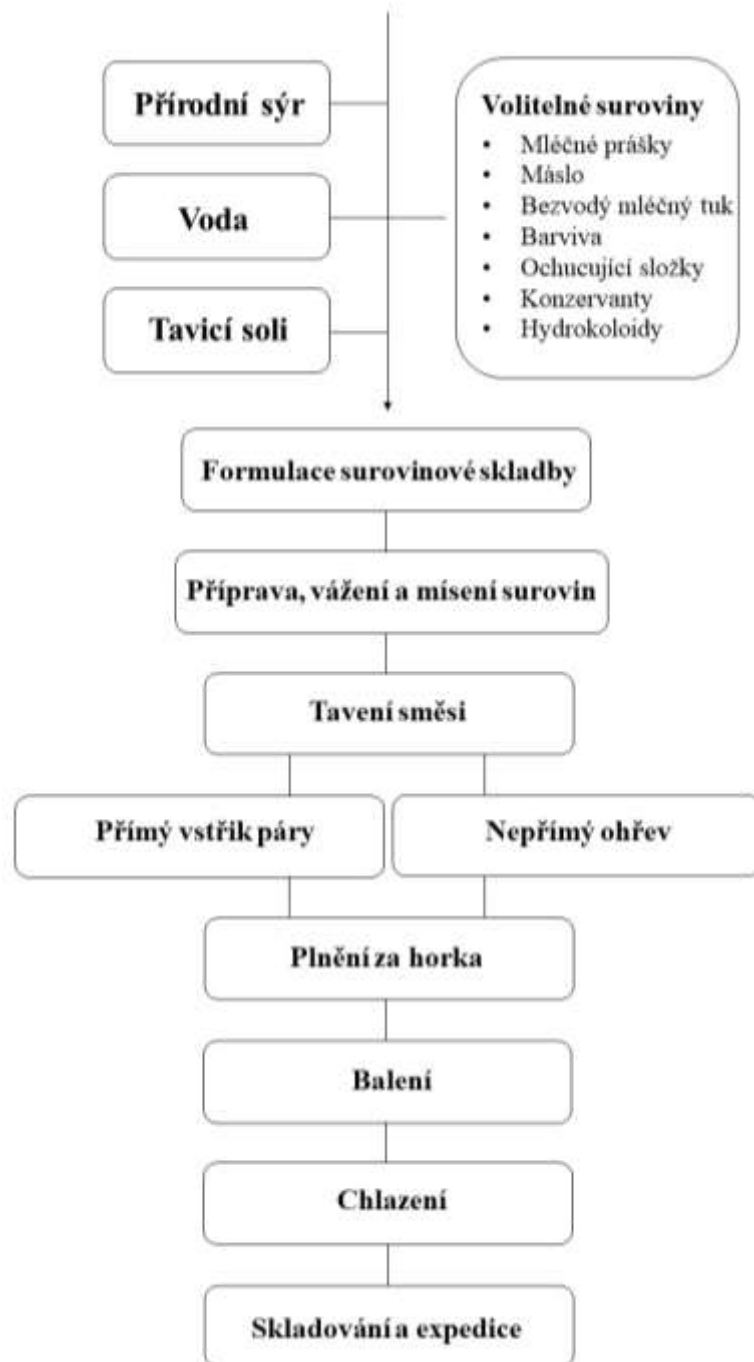 Přírodní sýr
Voda
Tavicí soli
Volitelné suroviny
• Mléčné prášky
• Máslo
• Bezvodý mléčný tuk
• Barviva
• Ochucující složky
• Konzervanty
• Hydrokoloidy
Formulace surovinové skladby
Příprava, vážení a mísení surovin
Tavení směsi
Přímý vstřik páry
Nepřímý ohřev
Plnění za horka
Balení
Chlazení
Skladování a expedice